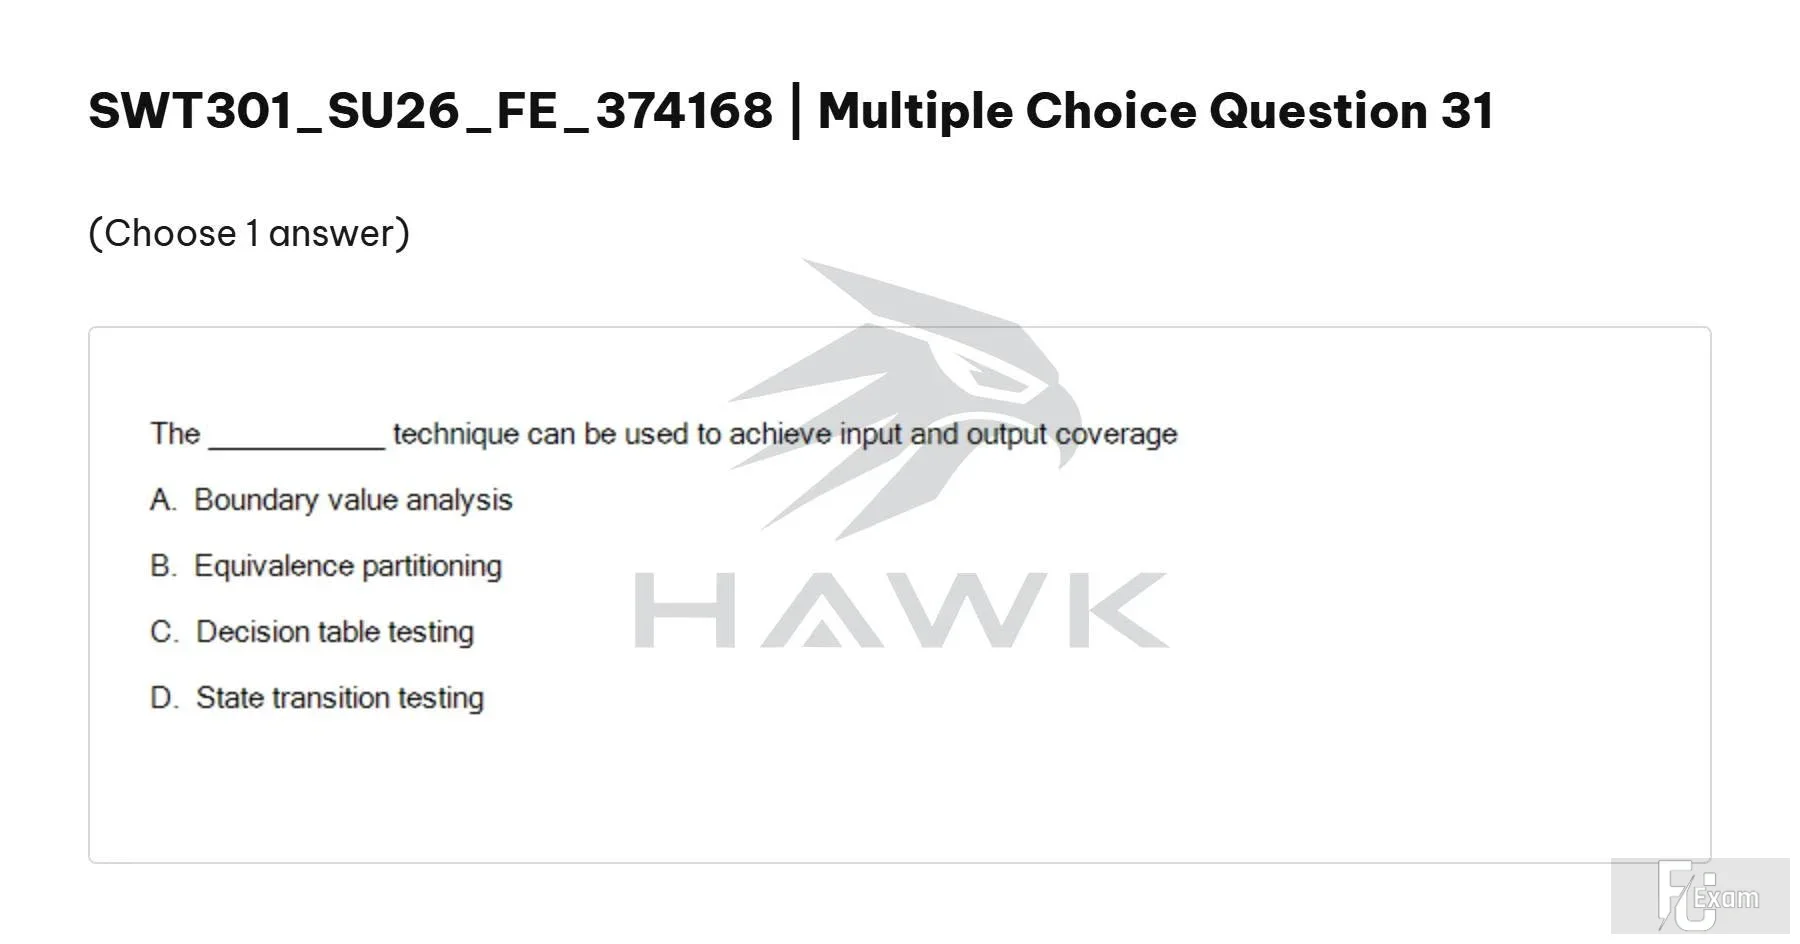 SWT301_SU26_FE_374168 | Multiple Choice Question 31
(Choose 1 answer)
The ___________ technique can be used to achieve input and output coverage
A. Boundary value analysis
B. Equivalence partitioning
C. Decision table testing
D. State transition testing
HAWK
FU Exam